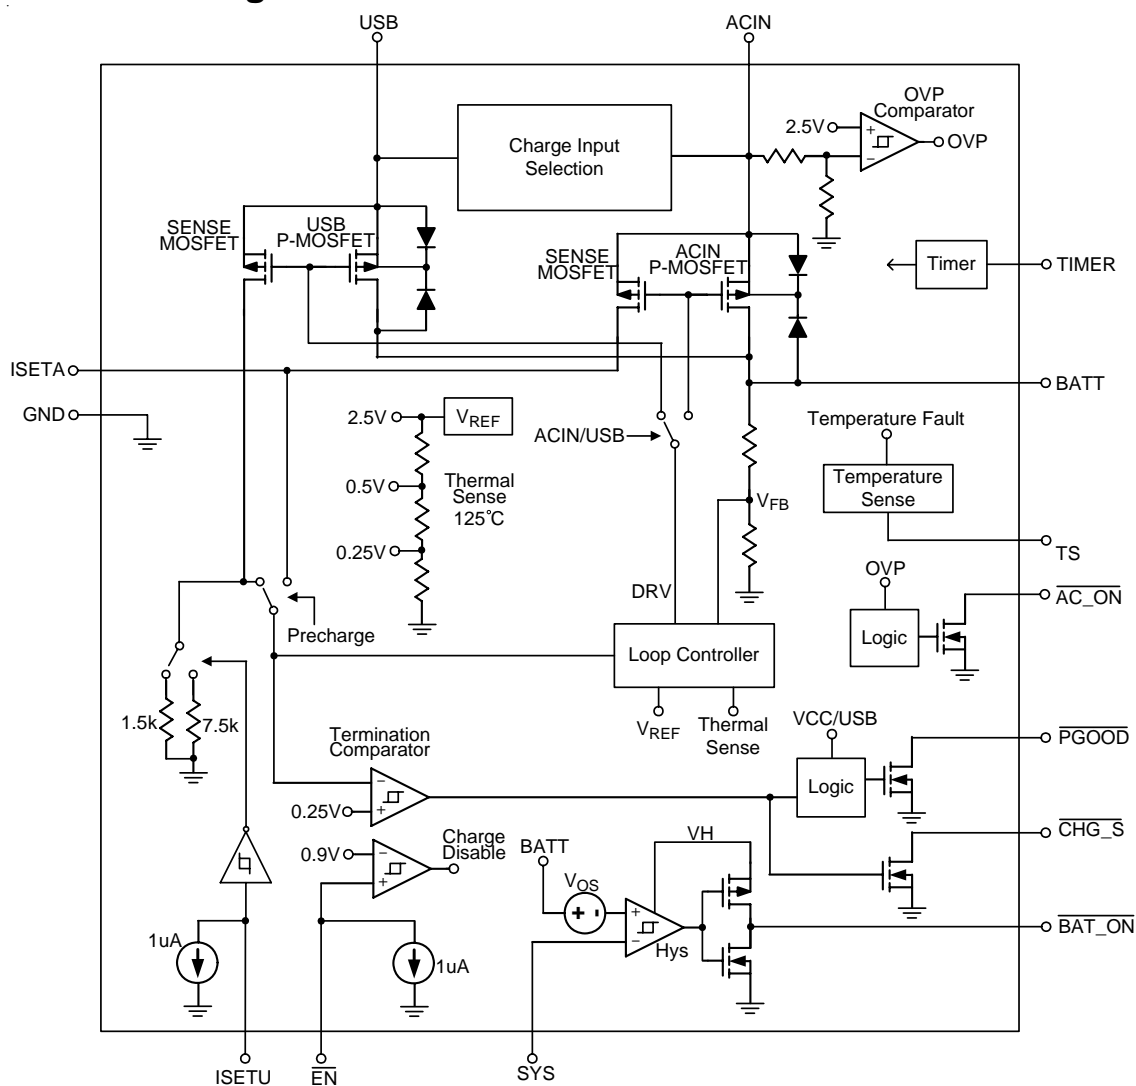 USB
ACIN
OVP
Comparator
2.5V
OVP
Charge Input
Selection
SENSE
MOSFET
USB
P-MOSFET
SENSE
MOSFET
ACIN
P-MOSFET
Timer
TIMER
ISETA
BATT
GND
2.5V
VREF
ACIN/USB
Temperature Fault
0.5V
Thermal
Sense
125℃
VFB
Temperature
Sense
0.25V
TS
DRV
OVP
AC_ON
Precharge
Logic
Loop Controller
1.5k
7.5k
VREF
Thermal
Sense
VCC/USB
PGOOD
Termination
Comparator
Logic
0.25V
CHG_S
Charge
Disable
0.9V
BATT
VH
VOS
BAT_ON
Hys
1uA
1uA
ISETU
EN
SYS